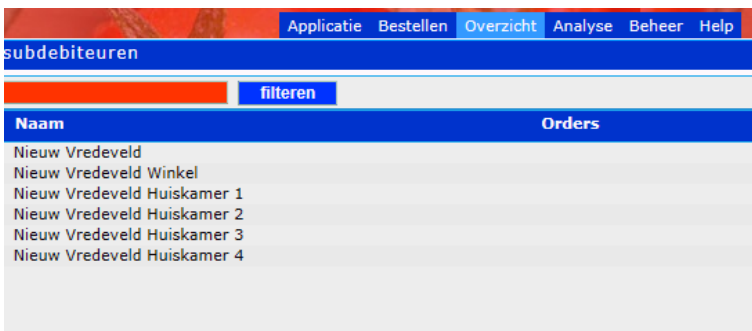 Applicatie Bestellen Overzicht Analyse Beheer Help
subdebiteuren
filteren
Naam Orders
Nieuw Vredeveld
Nieuw Vredeveld Winkel
Nieuw Vredeveld Huiskamer 1
Nieuw Vredeveld Huiskamer 2
Nieuw Vredeveld Huiskamer 3
Nieuw Vredeveld Huiskamer 4